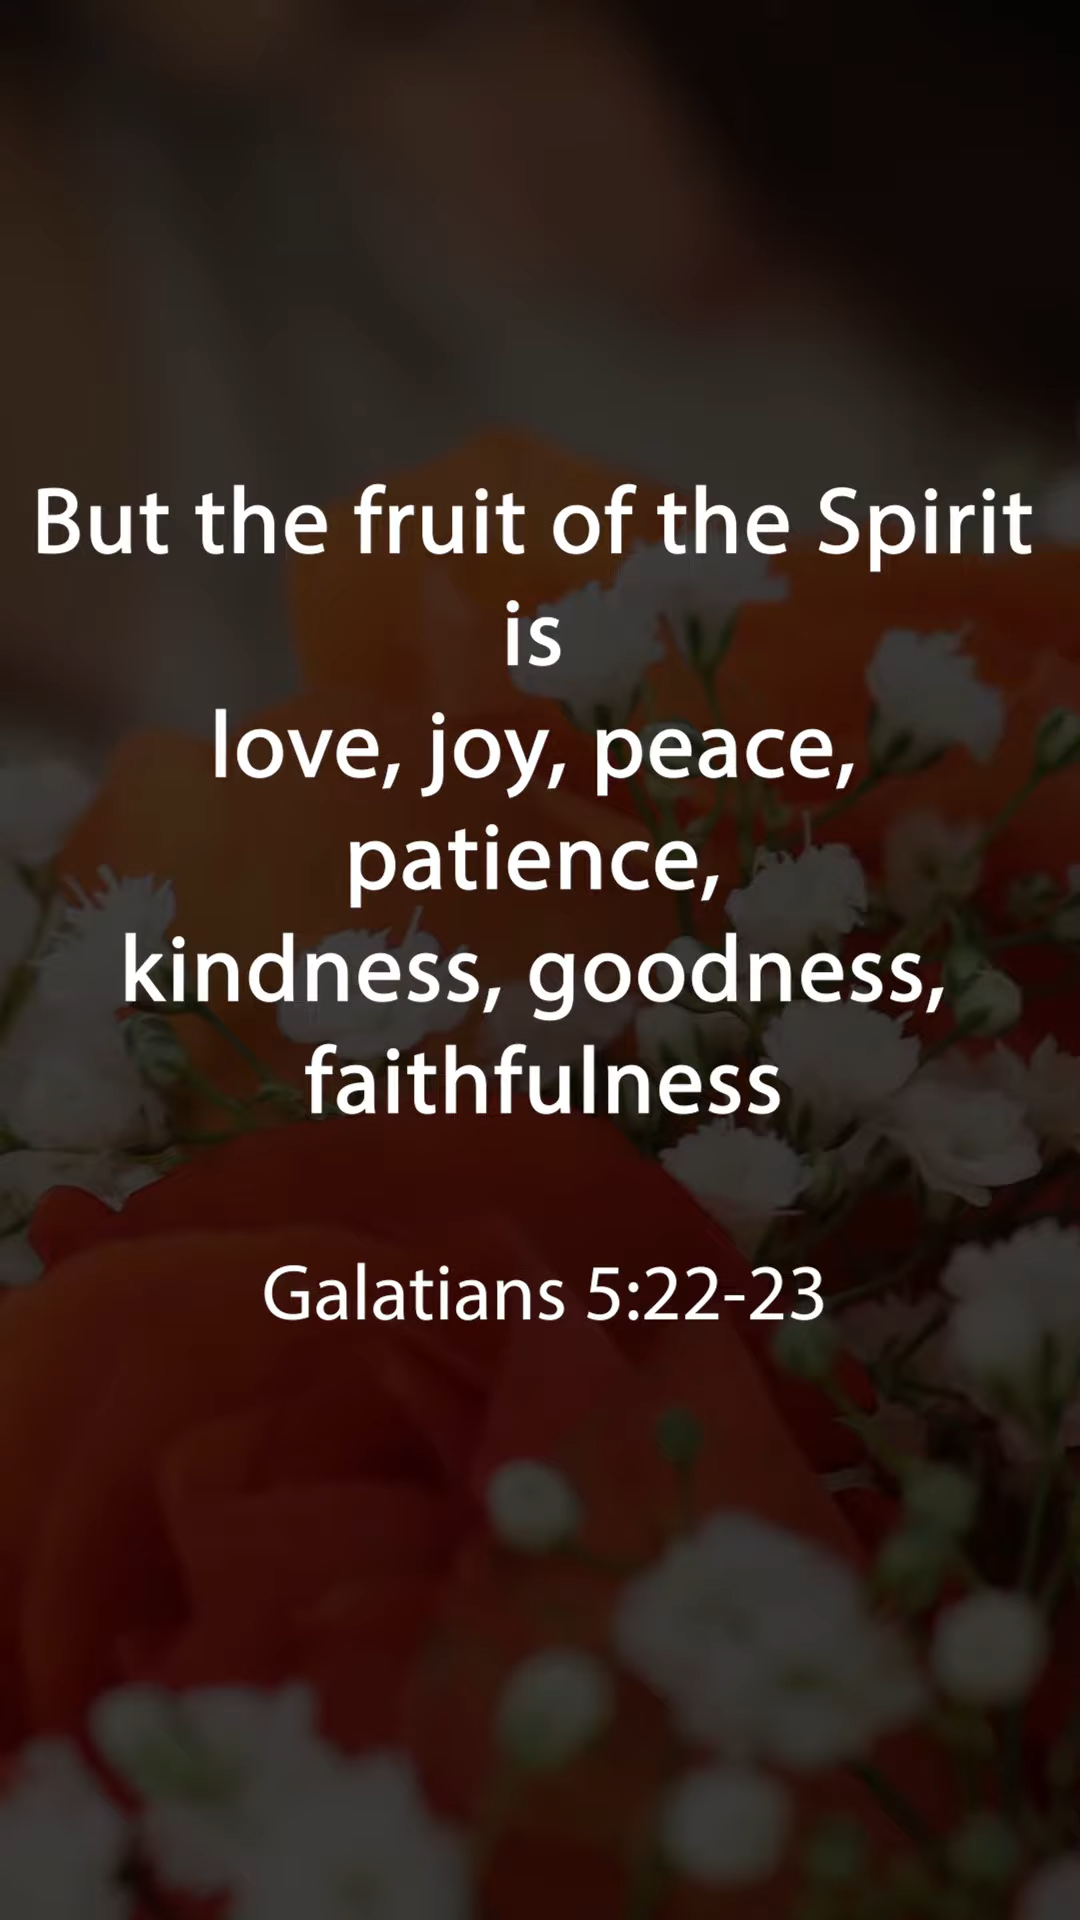 But the fruit of the Spirit
is
love, joy, peace,
patience,
kindness, goodness,
faithfulness
Galatians 5:22-23